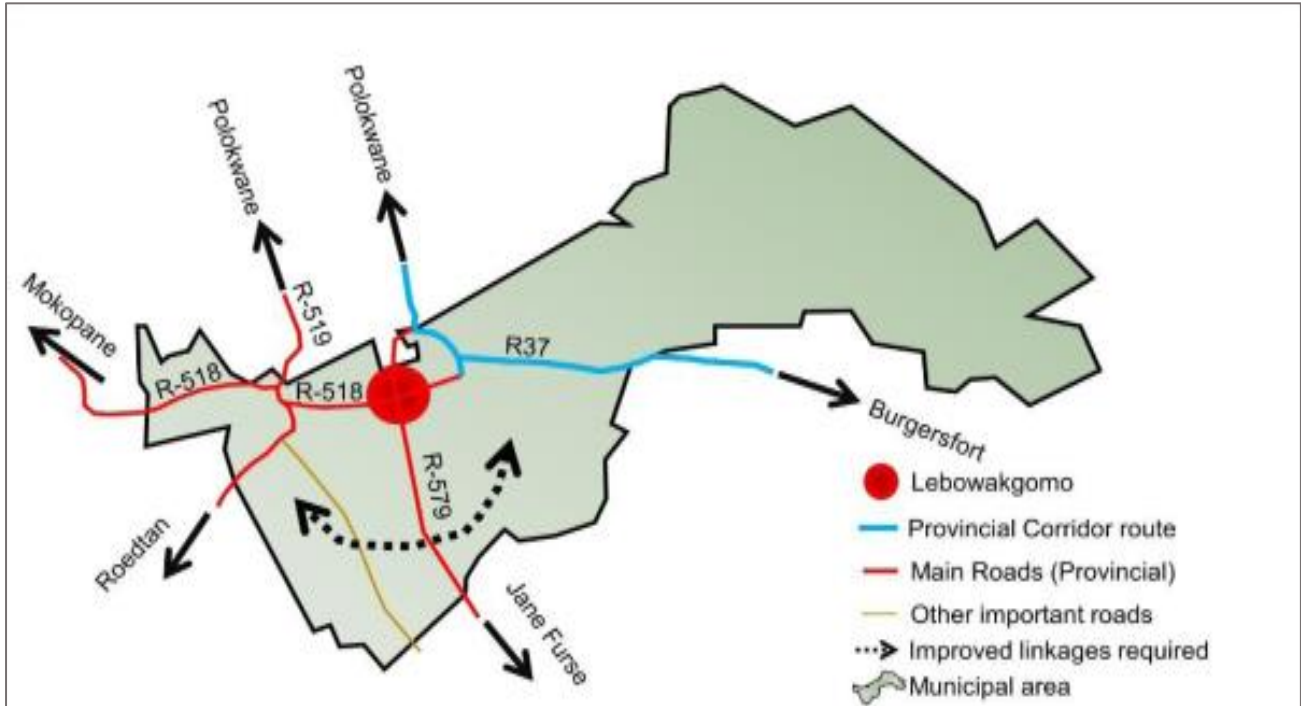 Polokwane
Polokwane
Mokopane
R-519
R-518
R-518
R37
Burgersfort
R-579
Roedtan
Jane Furse
Lebowakgomo
Provincial Corridor route
Main Roads (Provincial)
Other important roads
Improved linkages required
Municipal area